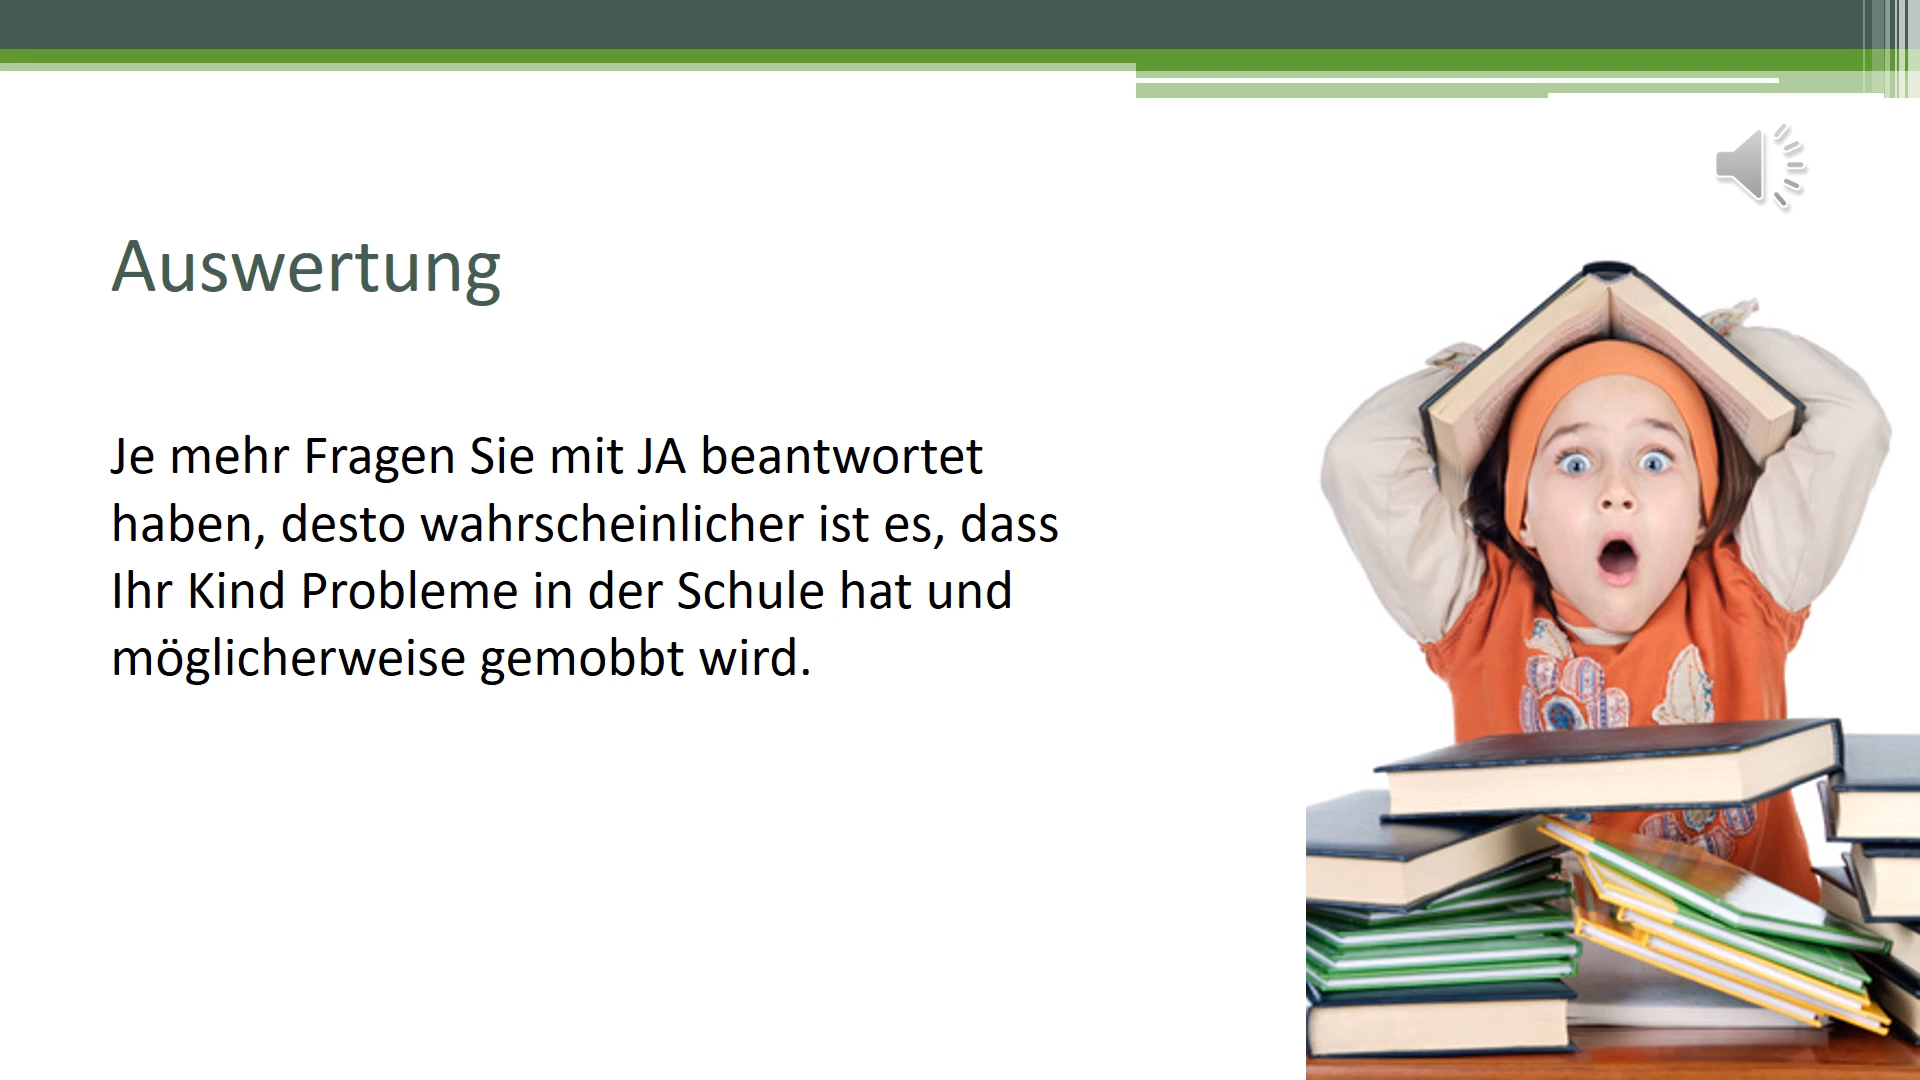 Auswertung
Je mehr Fragen Sie mit JA beantwortet
haben, desto wahrscheinlicher ist es, dass
Ihr Kind Probleme in der Schule hat und
möglicherweise gemobbt wird.